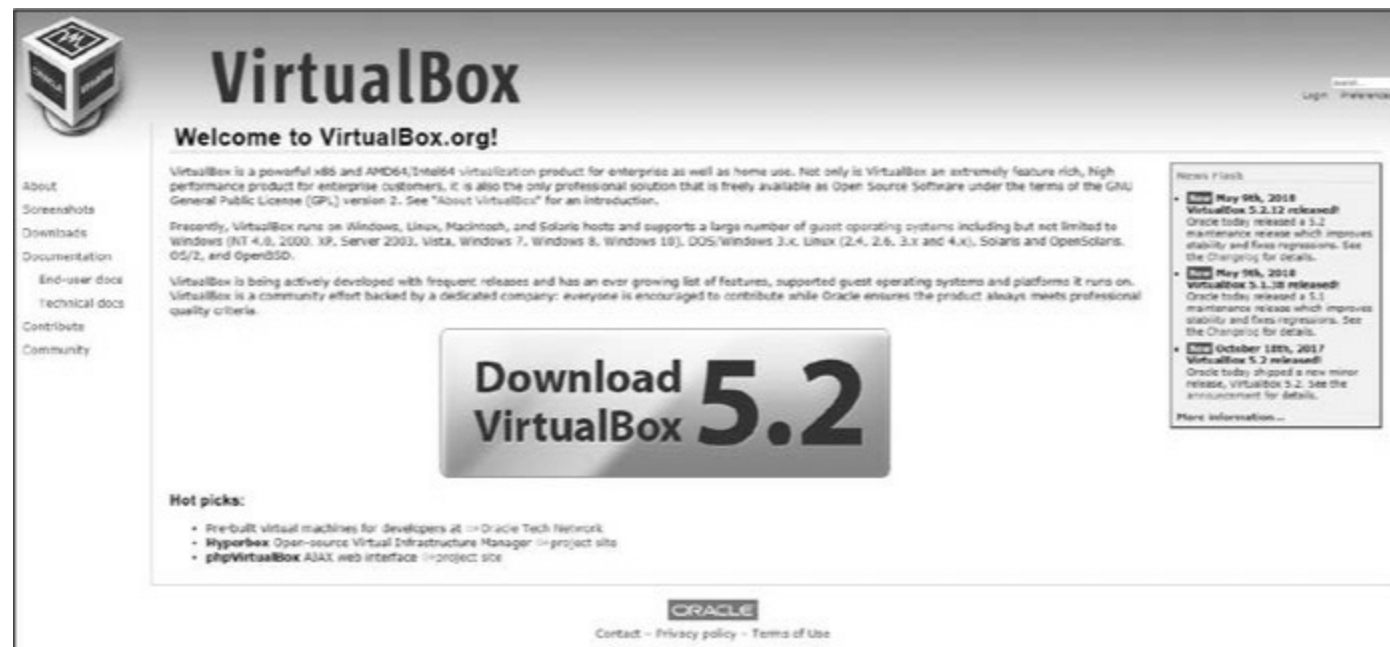 ORACLE
VirtualBox
VirtualBox
Login Preferences
Welcome to VirtualBox.org!
VirtualBox is a powerful x86 and AMD64/Intel64 virtualization product for enterprise as well as home use. Not only is VirtualBox an extremely feature rich, high
performance product for enterprise customers, it is also the only professional solution that is freely available as Open Source Software under the terms of the GNU
General Public License (GPL) version 2. See "About VirtualBox" for an introduction.
Presently, VirtualBox runs on Windows, Linux, Macintosh, and Solaris hosts and supports a large number of guest operating systems including but not limited to
Windows (NT 4.0, 2000, XP, Server 2003, Vista, Windows 7, Windows 8, Windows 10), DOS/Windows 3.x, Linux (2.4, 2.6, 3.x and 4.x), Solaris and OpenSolaris,
OS/2, and OpenBSD.
VirtualBox is being actively developed with frequent releases and has an ever growing list of features, supported guest operating systems and platforms it runs on.
VirtualBox is a community effort backed by a dedicated company: everyone is encouraged to contribute while Oracle ensures the product always meets professional
quality criteria.
About
Screenshots
Downloads
Documentation
End-user docs
Technical docs
Contribute
Community
Download
VirtualBox 5.2
News Flash
• New May 9th, 2018
VirtualBox 5.2.12 released!
Oracle today released a 5.2
maintenance release which improves
stability and fixes regressions. See
the Changelog for details.
• New May 9th, 2018
VirtualBox 5.1.38 released!
Oracle today released a 5.1
maintenance release which improves
stability and fixes regressions. See
the Changelog for details.
• New October 18th, 2017
VirtualBox 5.2 released!
Oracle today shipped a new minor
release, VirtualBox 5.2. See the
announcement for details.
More information...
Hot picks:
• Pre-built virtual machines for developers at Oracle Tech Network
• Hyperbox Open-source Virtual Infrastructure Manager project site
• phpVirtualBox AJAX web interface project site
ORACLE
Contact – Privacy policy – Terms of Use